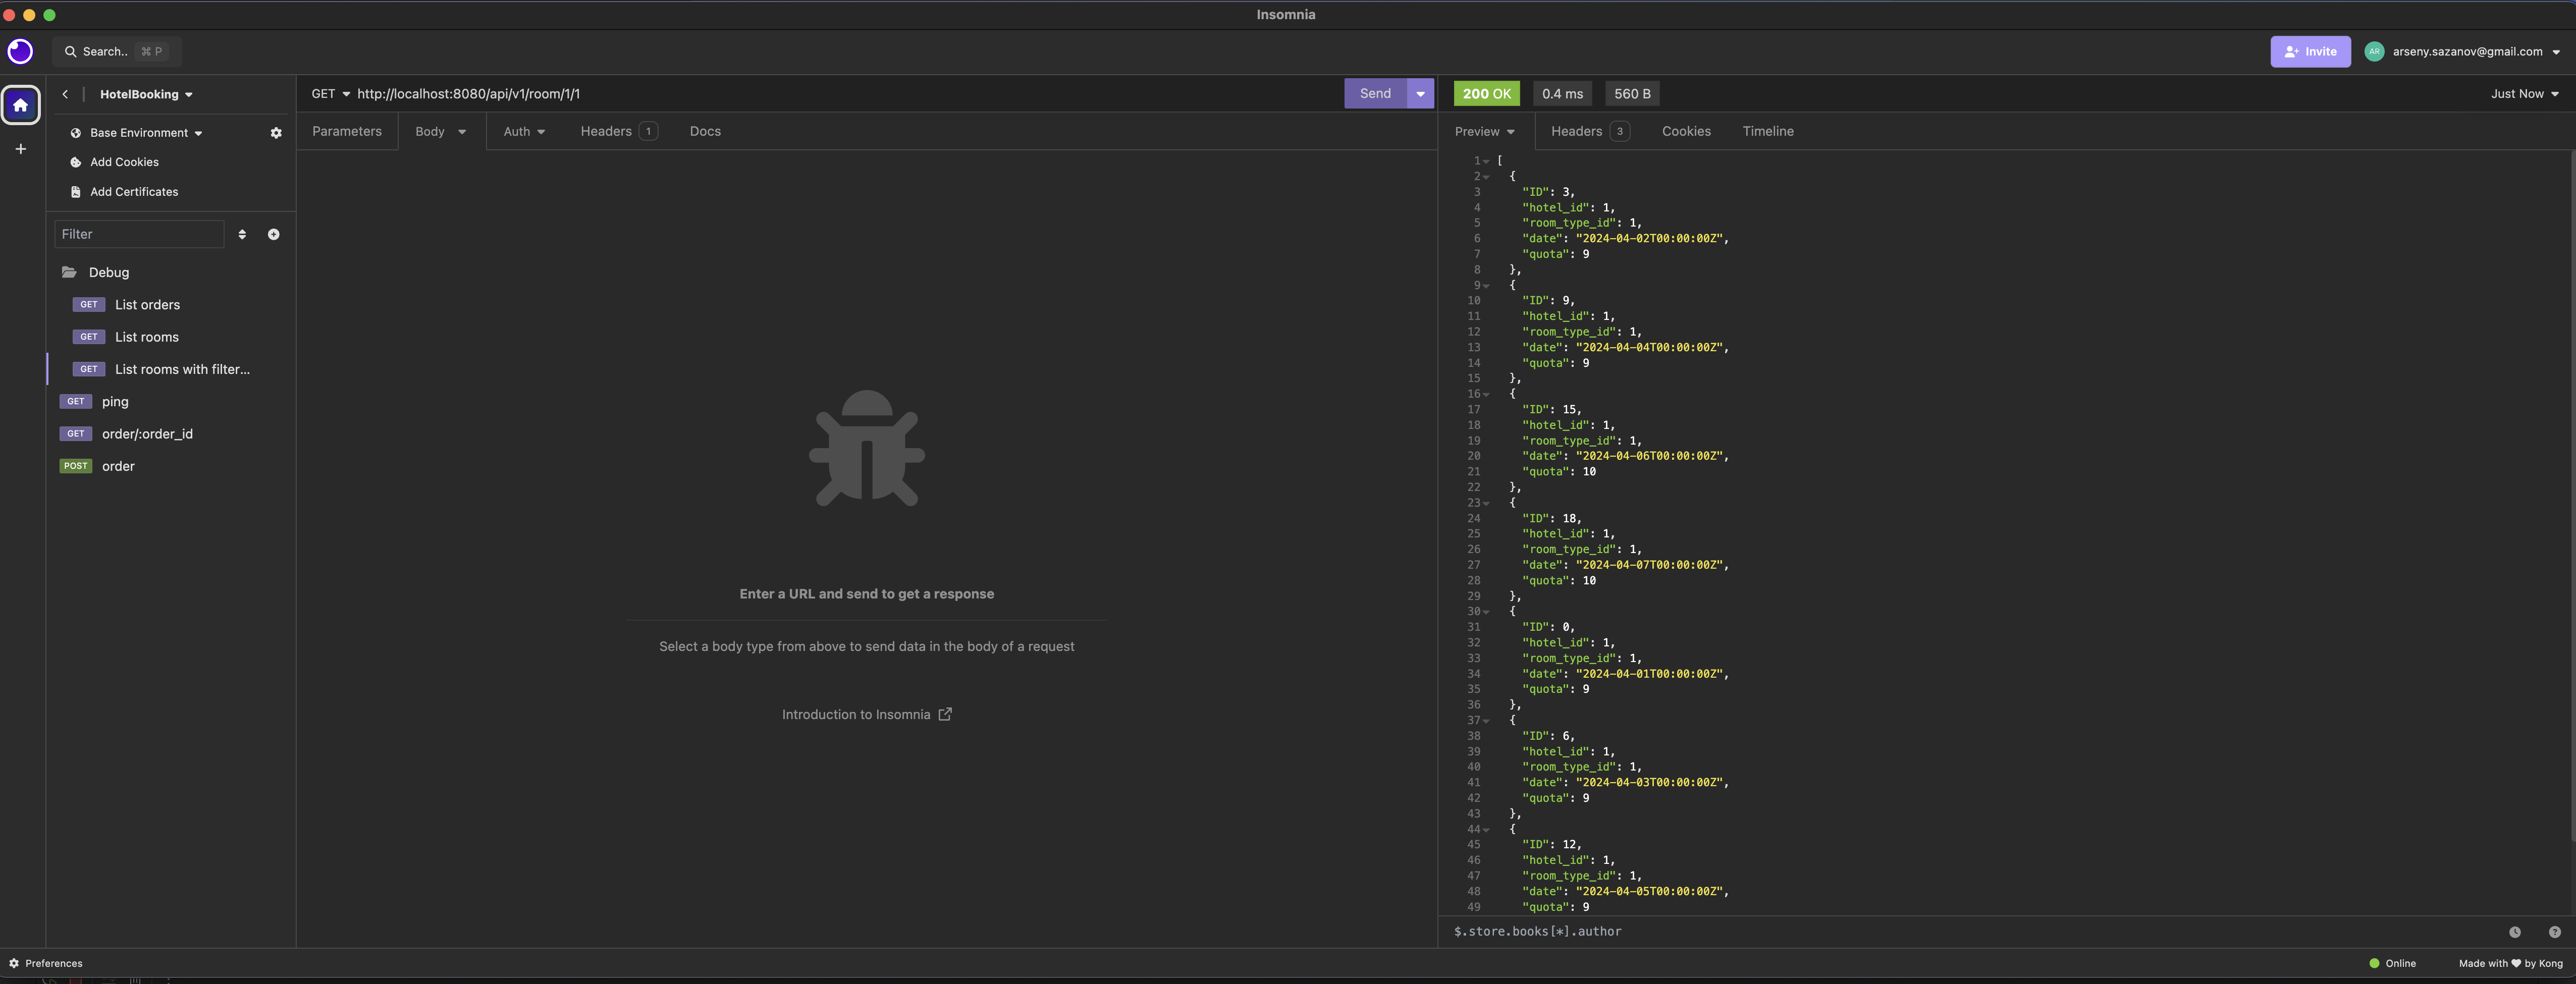 Insomnia
Search.. ⌘ P
Invite
AR arseny.sazanov@gmail.com
HotelBooking
Base Environment
Add Cookies
Add Certificates
Filter
Debug
GET List orders
GET List rooms
GET List rooms with filter...
GET ping
GET order/:order_id
POST order
GET http://localhost:8080/api/v1/room/1/1
Send
Parameters Body Auth Headers 1 Docs
Enter a URL and send to get a response
Select a body type from above to send data in the body of a request
Introduction to Insomnia
200 OK 0.4 ms 560 B Just Now
Preview Headers 3 Cookies Timeline
1 [
2 {
3 "ID": 3,
4 "hotel_id": 1,
5 "room_type_id": 1,
6 "date": "2024-04-02T00:00:00Z",
7 "quota": 9
8 },
9 {
10 "ID": 9,
11 "hotel_id": 1,
12 "room_type_id": 1,
13 "date": "2024-04-04T00:00:00Z",
14 "quota": 9
15 },
16 {
17 "ID": 15,
18 "hotel_id": 1,
19 "room_type_id": 1,
20 "date": "2024-04-06T00:00:00Z",
21 "quota": 10
22 },
23 {
24 "ID": 18,
25 "hotel_id": 1,
26 "room_type_id": 1,
27 "date": "2024-04-07T00:00:00Z",
28 "quota": 10
29 },
30 {
31 "ID": 0,
32 "hotel_id": 1,
33 "room_type_id": 1,
34 "date": "2024-04-01T00:00:00Z",
35 "quota": 9
36 },
37 {
38 "ID": 6,
39 "hotel_id": 1,
40 "room_type_id": 1,
41 "date": "2024-04-03T00:00:00Z",
42 "quota": 9
43 },
44 {
45 "ID": 12,
46 "hotel_id": 1,
47 "room_type_id": 1,
48 "date": "2024-04-05T00:00:00Z",
49 "quota": 9
$.store.books[*].author
Preferences
Online
Made with ♥ by Kong